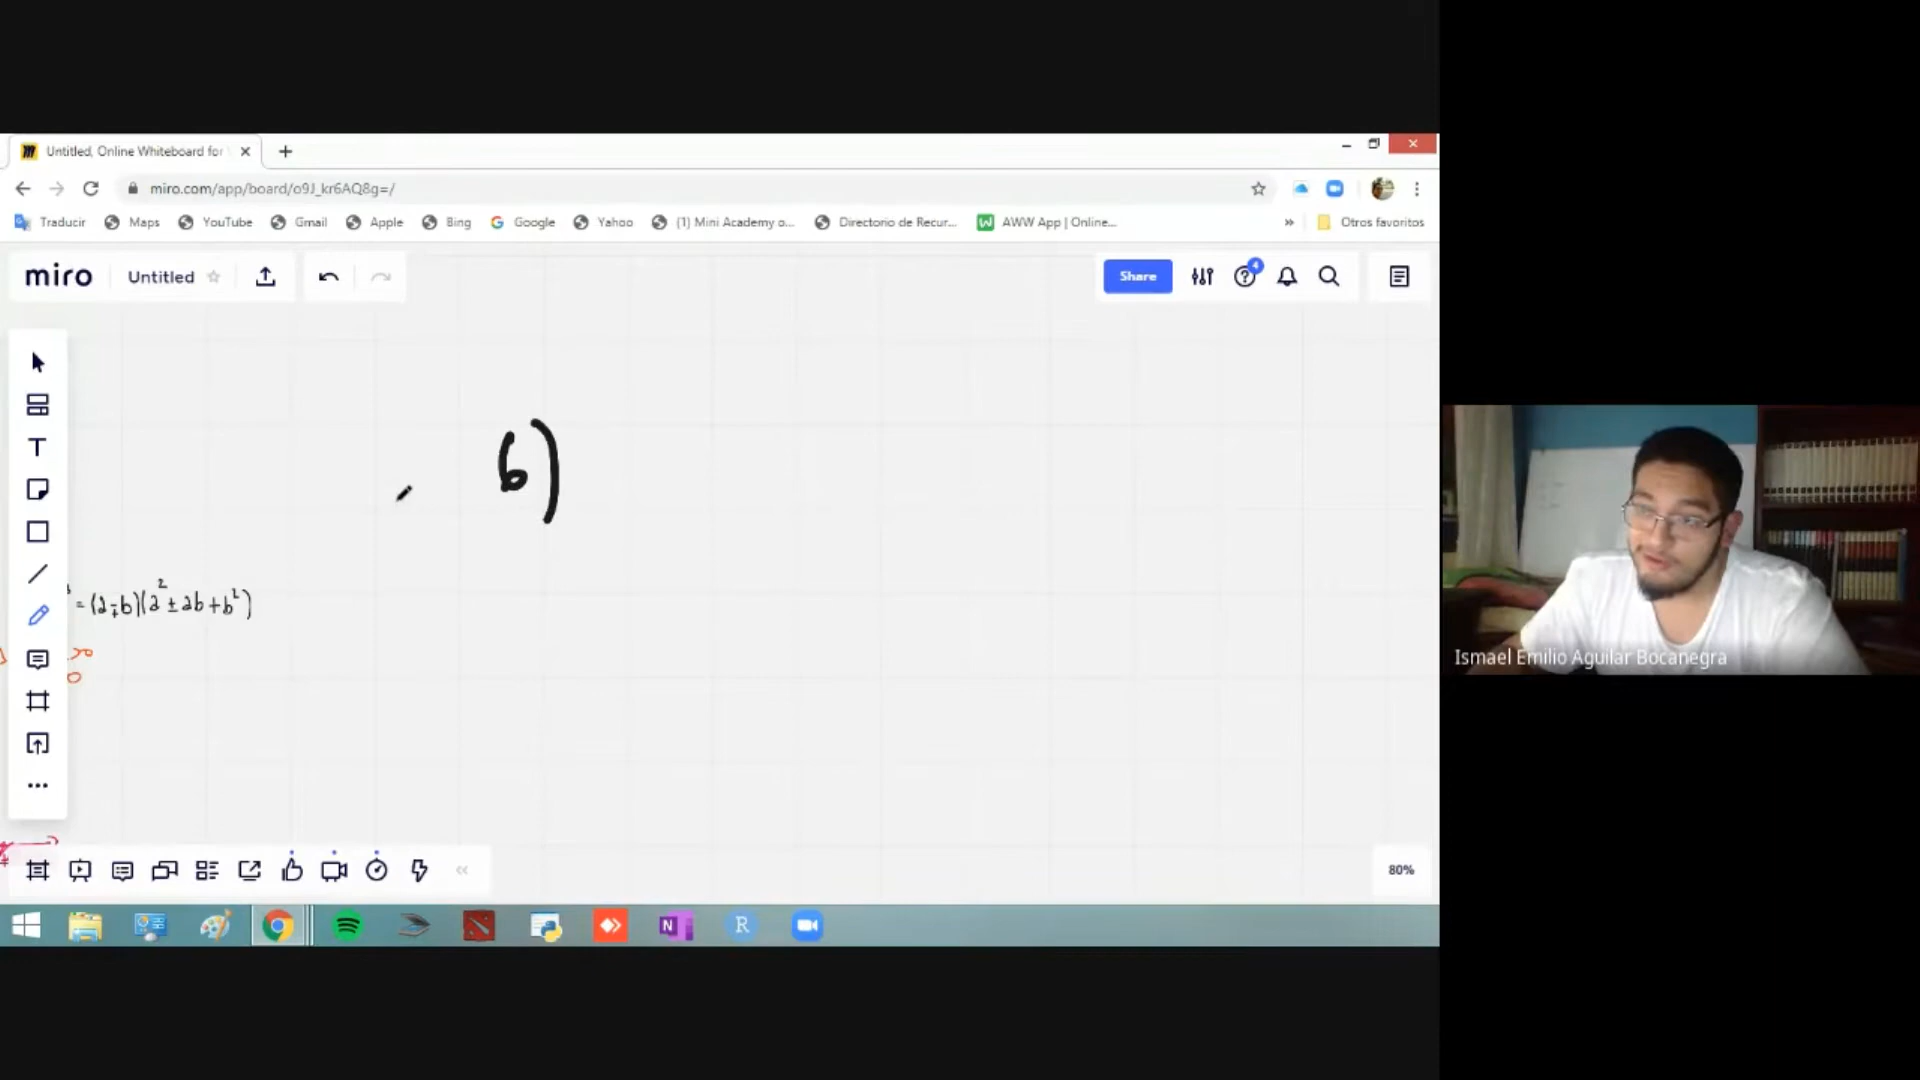 Untitled, Online Whiteboard for
miro.com/app/board/o9J_kr6AQ8g=/
Traducir Maps YouTube Gmail Apple Bing Google Yahoo (1) Mini Academy o... Directorio de Recur... AWW App | Online... » Otros favoritos
miro Untitled Share 4
b)
= (a∓b)(a² ± ab + b²)
Ismael Emilio Aguilar Bocanegra
80%
N R